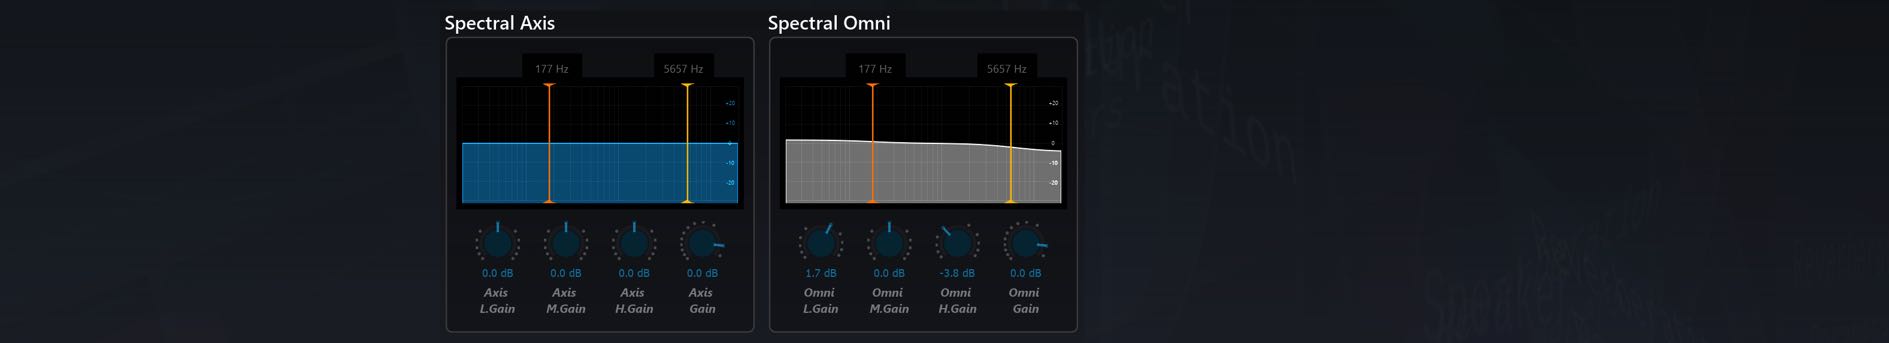 Spectral Axis
177 Hz
5657 Hz
+20
+10
0
-10
-20
0.0 dB
0.0 dB
0.0 dB
0.0 dB
Axis
L.Gain
Axis
M.Gain
Axis
H.Gain
Axis
Gain
Spectral Omni
177 Hz
5657 Hz
+20
+10
0
-10
-20
1.7 dB
0.0 dB
-3.8 dB
0.0 dB
Omni
L.Gain
Omni
M.Gain
Omni
H.Gain
Omni
Gain